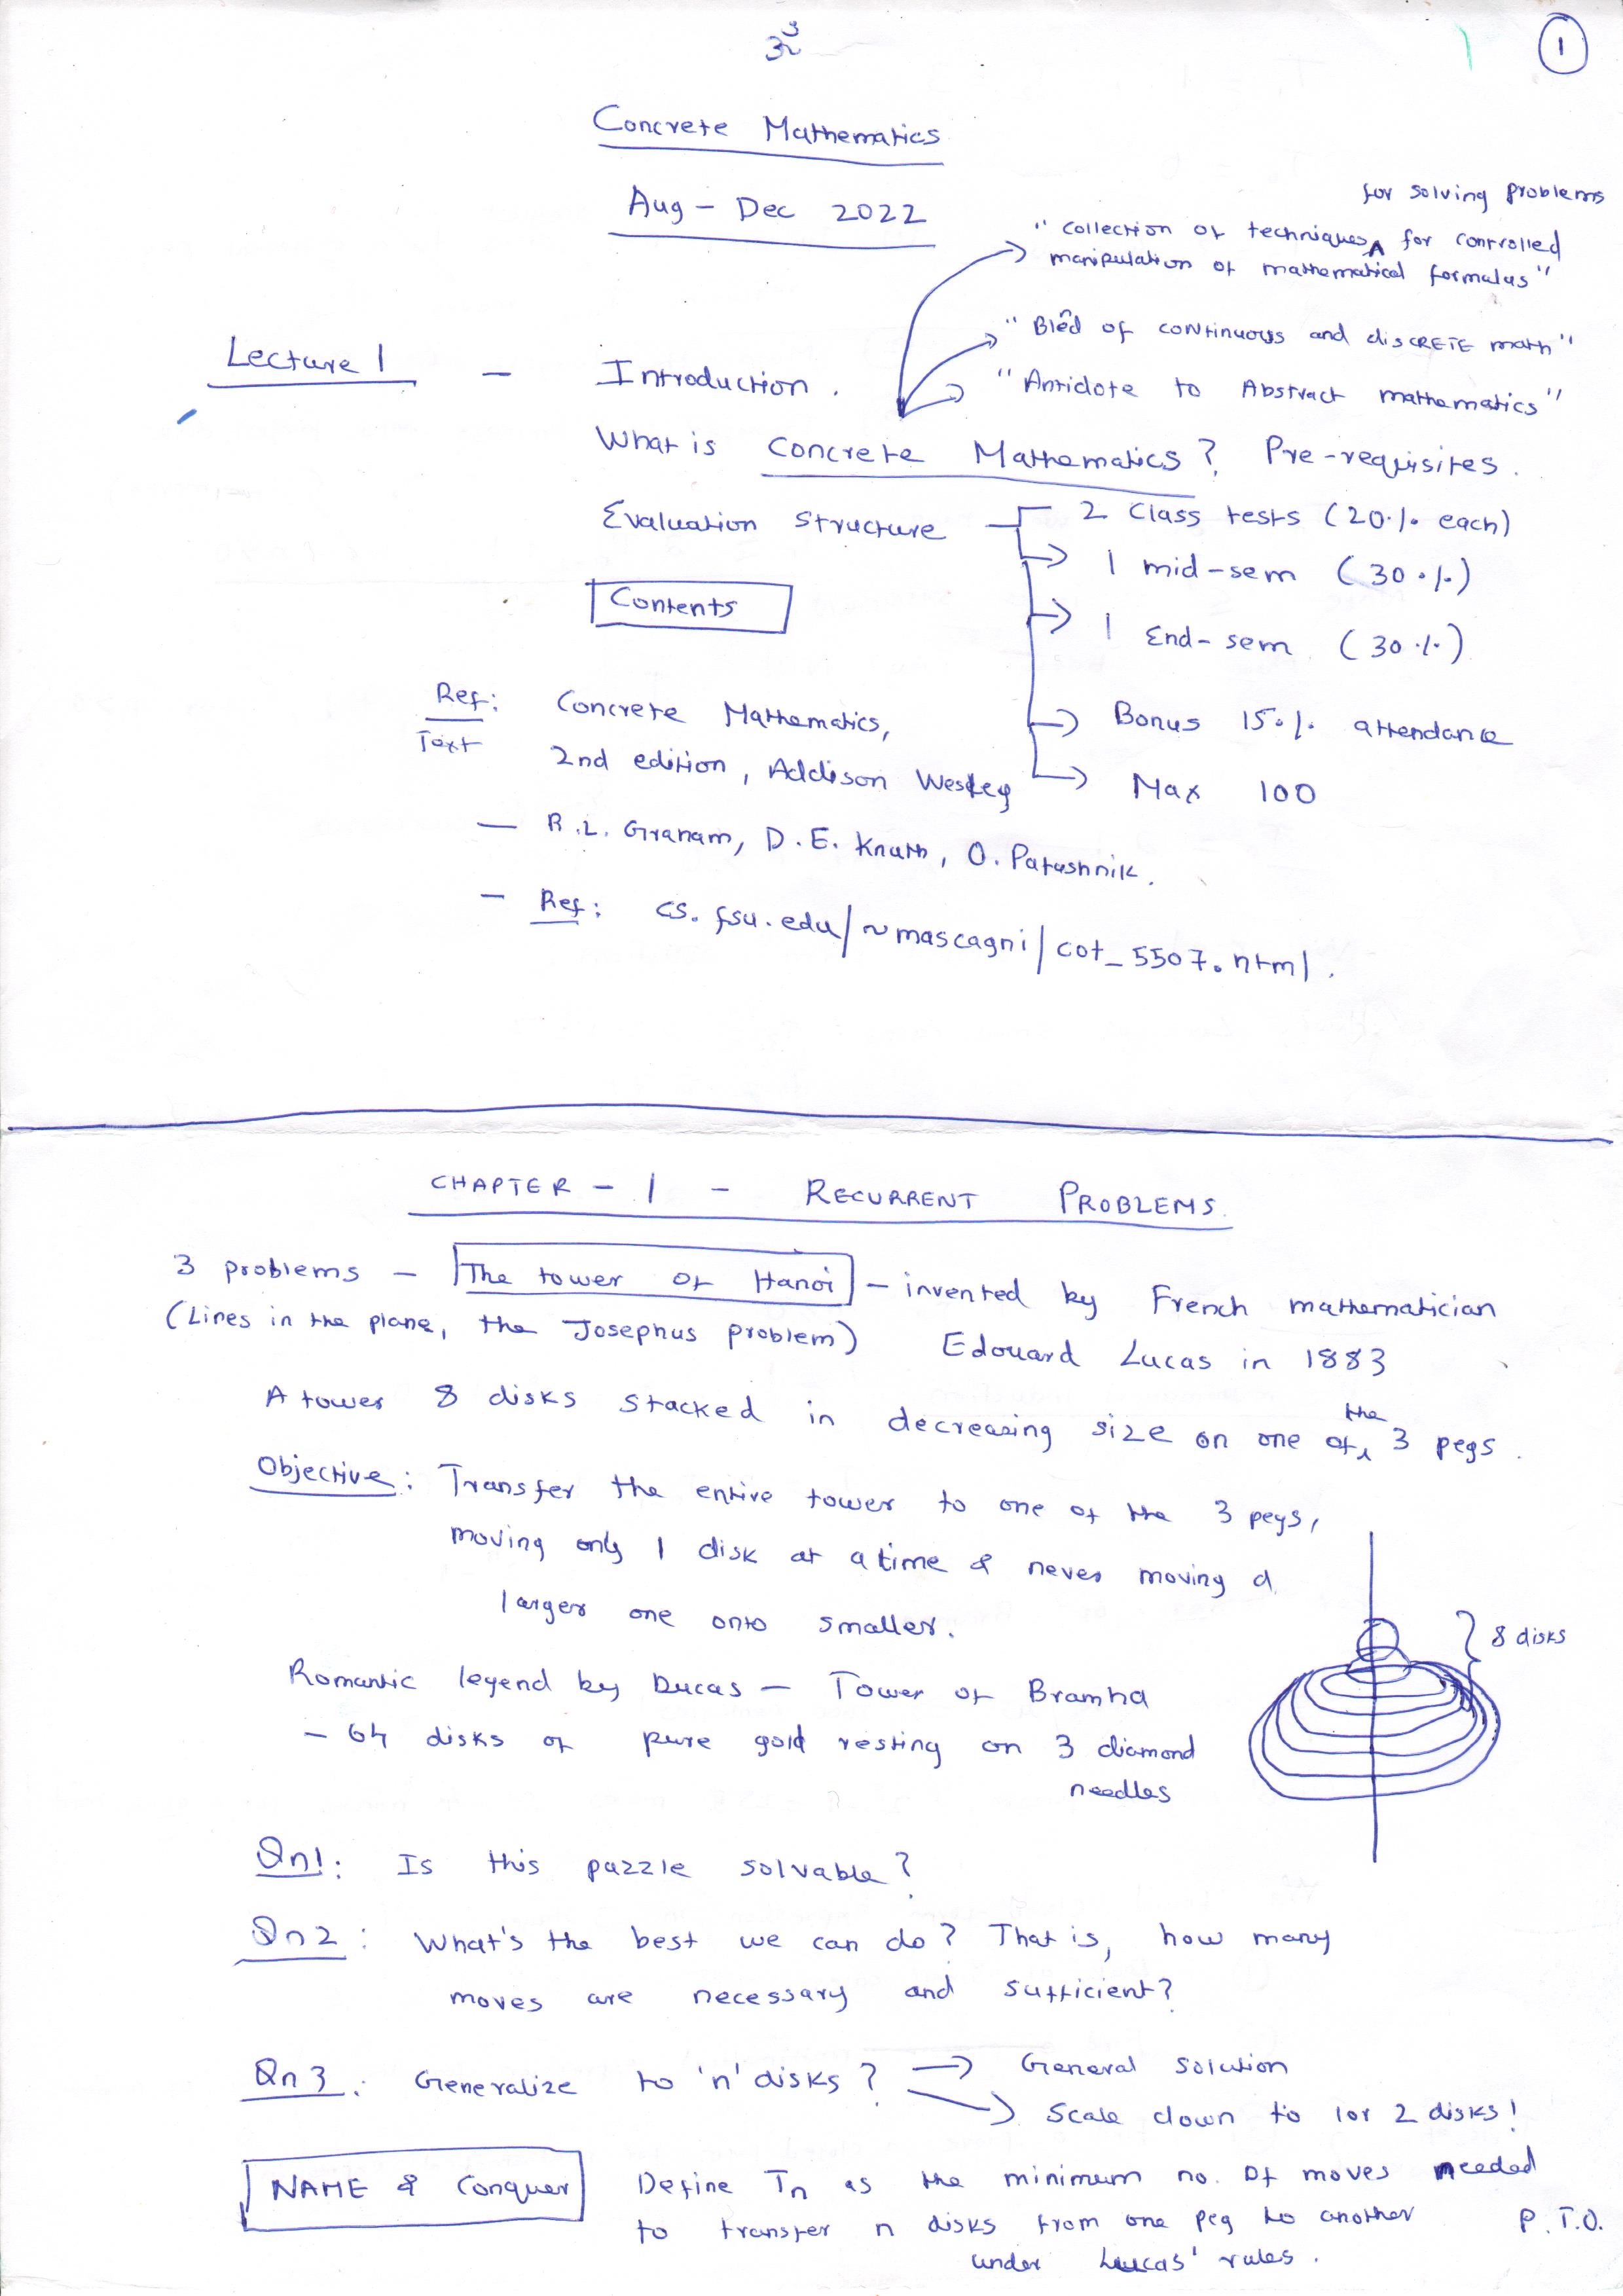 1
Concrete Mathematics
Aug - Dec 2022
for solving problems
"collection of techniques ^ for controlled
manipulation of mathematical formulas"
"Blend of continuous and discRETE math"
"Antidote to Abstract mathematics"
Lecture 1 - Introduction.
What is Concrete Mathematics? Pre-requisites.
Evaluation Structure
2 Class tests (20% each)
1 mid-sem (30%)
1 End-sem (30%)
Bonus 15% attendance
Max 100
Contents
Ref: Concrete Mathematics,
Text 2nd edition, Addison Wesley
- R.L. Graham, D.E. Knuth, O. Patashnik.
- Ref: cs.fsu.edu/~mascagni/cot_5507.html.
CHAPTER - 1 - RECURRENT PROBLEMS.
3 problems - The tower of Hanoi - invented by French mathematician
(Lines in the plane, the Josephus problem) Edouard Lucas in 1883
A tower 8 disks stacked in decreasing size on one of the 3 pegs.
Objective: Transfer the entire tower to one of the 3 pegs,
moving only 1 disk at a time & never moving a
larger one onto smaller.
8 disks
Romantic legend by Lucas - Tower of Bramha
- 64 disks of pure gold resting on 3 diamond
needles
Qn1: Is this puzzle solvable?
Qn2: What's the best we can do? That is, how many
moves are necessary and sufficient?
Qn3: Generalize to 'n' disks? → General solution
→ Scale down to 1 or 2 disks!
NAME & Conquer
Define Tn as the minimum no. of moves needed
to transfer n disks from one peg to another
under Lucas' rules.
P.T.O.